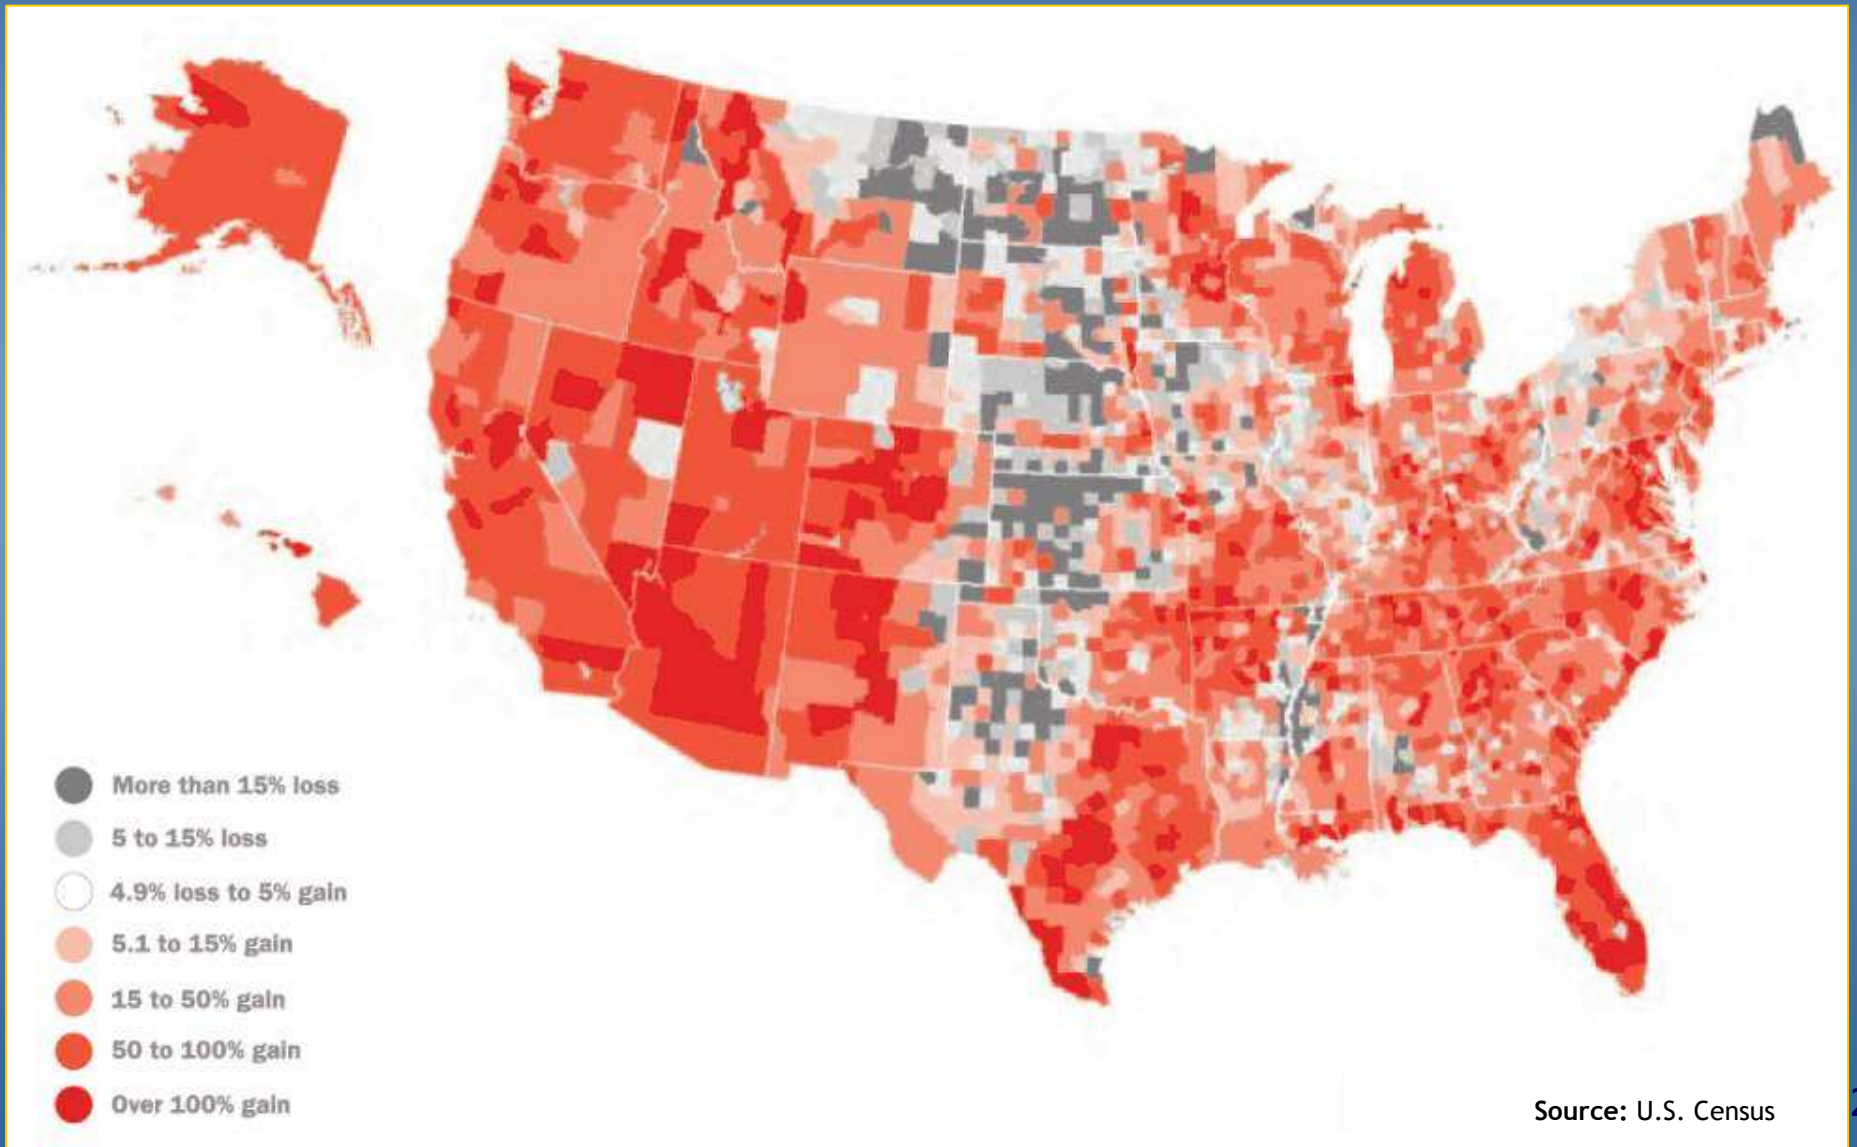 More than 15% loss
5 to 15% loss
4.9% loss to 5% gain
5.1 to 15% gain
15 to 50% gain
50 to 100% gain
Over 100% gain
Source: U.S. Census